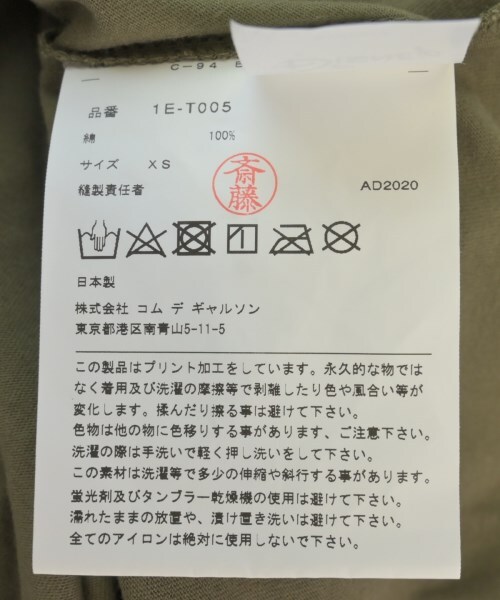 C-94
品番 1E-T005
綿 100%
サイズ XS
縫製責任者
斎藤
AD2020
日本製
株式会社 コム デ ギャルソン
東京都港区南青山5-11-5
この製品はプリント加工をしています。永久的な物では
なく着用及び洗濯の摩擦等で剥離したり色や風合い等が
変化します。揉んだり擦る事は避けて下さい。
色物は他の物に色移りする事があります、ご注意下さい。
洗濯の際は手洗いで軽く押し洗いをして下さい。
この素材は洗濯等で多少の伸縮や斜行する事があります。
蛍光剤及びタンブラー乾燥機の使用は避けて下さい。
濡れたままの放置や、漬け置き洗いは避けて下さい。
全てのアイロンは絶対に使用しないで下さい。